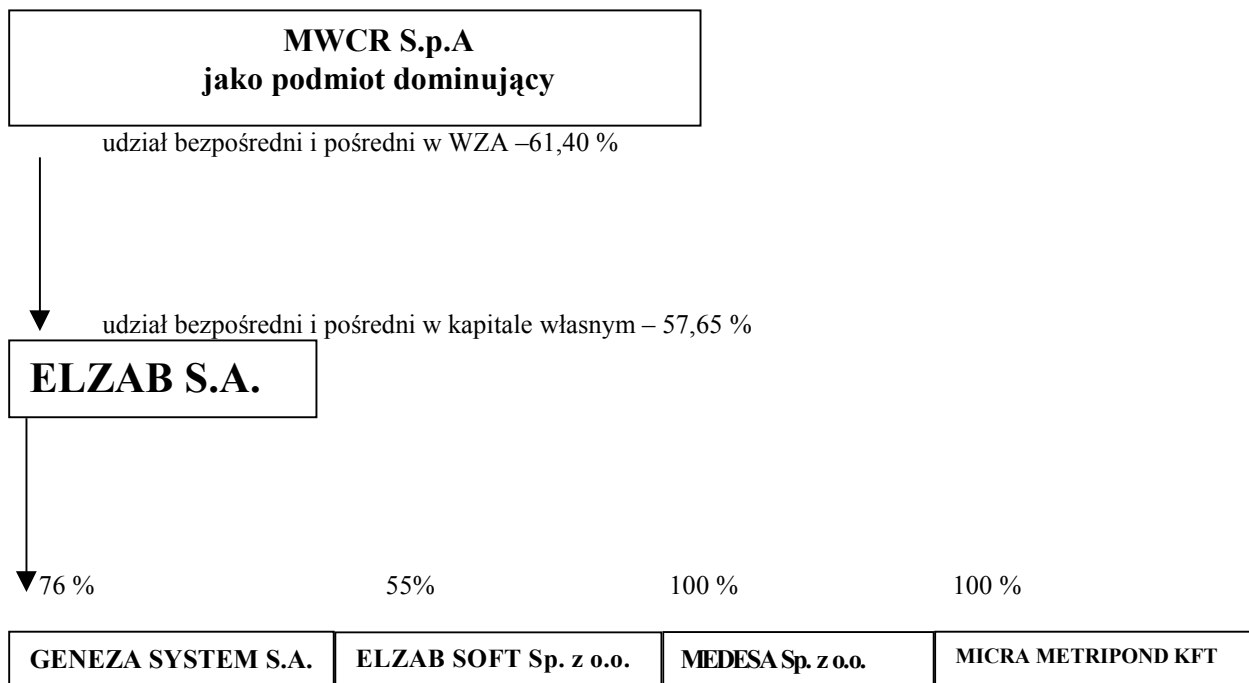 MWCR S.p.A
jako podmiot dominujący
udział bezpośredni i pośredni w WZA –61,40 %
udział bezpośredni i pośredni w kapitale własnym – 57,65 %
ELZAB S.A.
76 % 55% 100 % 100 %
GENEZA SYSTEM S.A. ELZAB SOFT Sp. z o.o. MEDESA Sp. z o.o. MICRA METRIPOND KFT